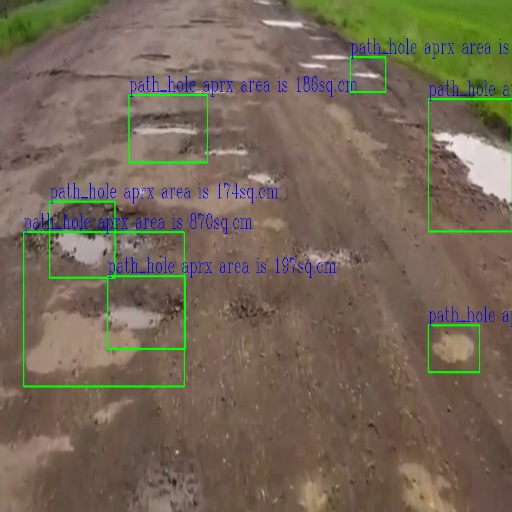 path_hole aprx area is
path_hole aprx area is 186sq.cm
path_hole
path_hole aprx area is 174sq.cm
path_hole aprx area is 870sq.cm
path_hole aprx area is 197sq.cm
path_hole